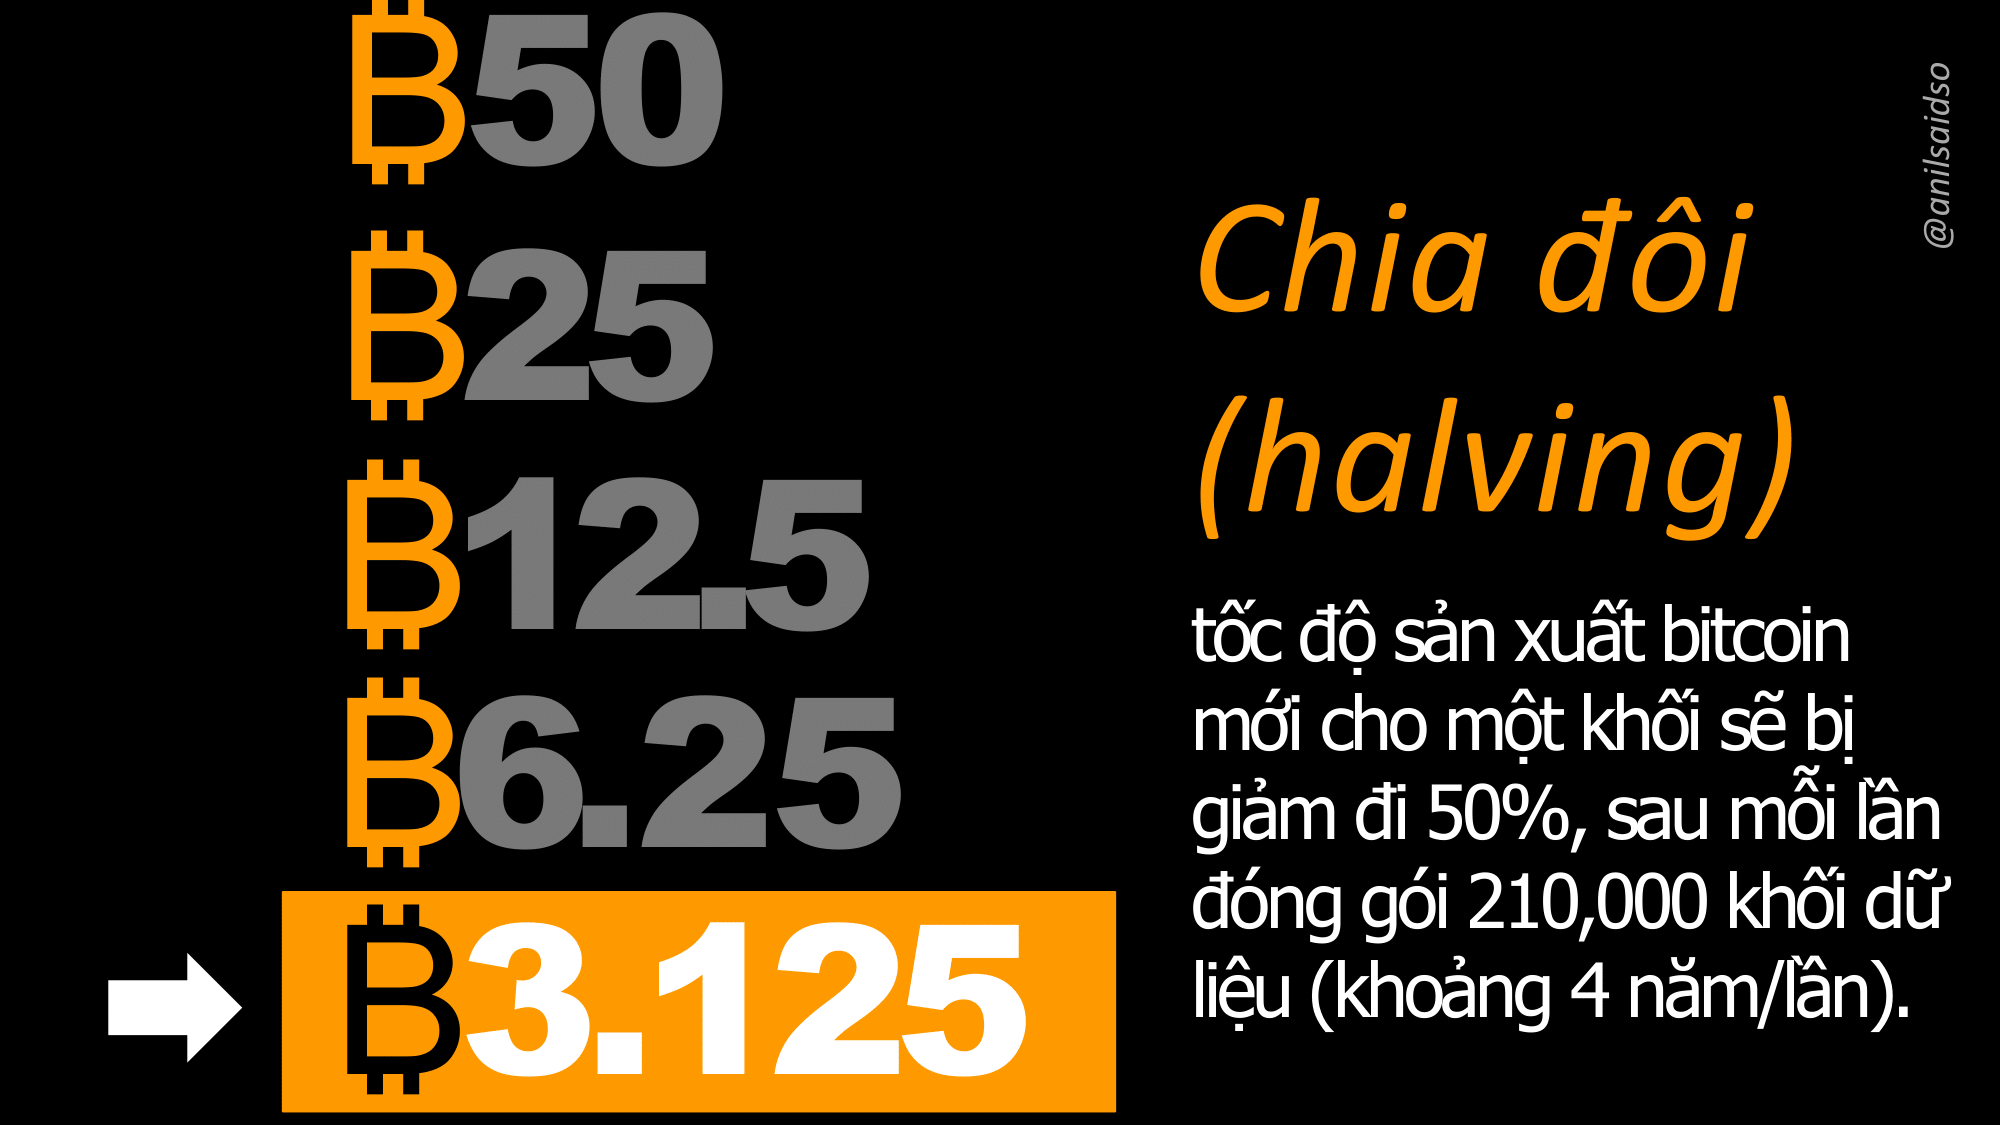 ₿50
₿25
₿12.5
₿6.25
₿3.125
Chia đôi
(halving)
tốc độ sản xuất bitcoin
mới cho một khối sẽ bị
giảm đi 50%, sau mỗi lần
đóng gói 210,000 khối dữ
liệu (khoảng 4 năm/lần).
@anilsaidso